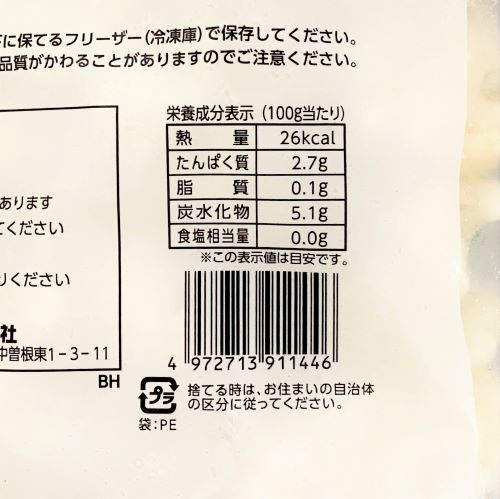 に保てるフリーザー（冷凍庫）で保存してください。
品質がかわることがありますのでご注意ください。
あります
てください
りください
社
中曽根東1－3－11
BH
栄養成分表示（100g当たり）
熱量 26kcal
たんぱく質 2.7g
脂質 0.1g
炭水化物 5.1g
食塩相当量 0.0g
※この表示値は目安です。
4 972713 911446
プラ
袋：PE
捨てる時は、お住まいの自治体
の区分に従ってください。